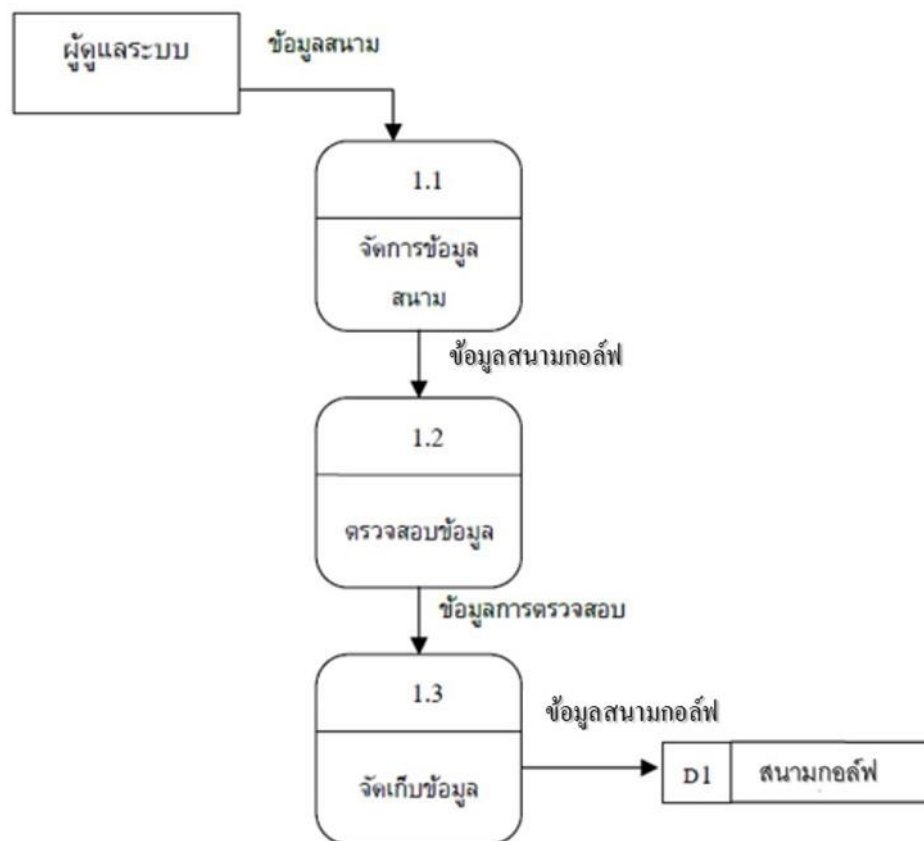 ผู้ดูแลระบบ
ข้อมูลสนาม
1.1
จัดการข้อมูล
สนาม
ข้อมูลสนามกอล์ฟ
1.2
ตรวจสอบข้อมูล
ข้อมูลการตรวจสอบ
1.3
จัดเก็บข้อมูล
ข้อมูลสนามกอล์ฟ
D1
สนามกอล์ฟ